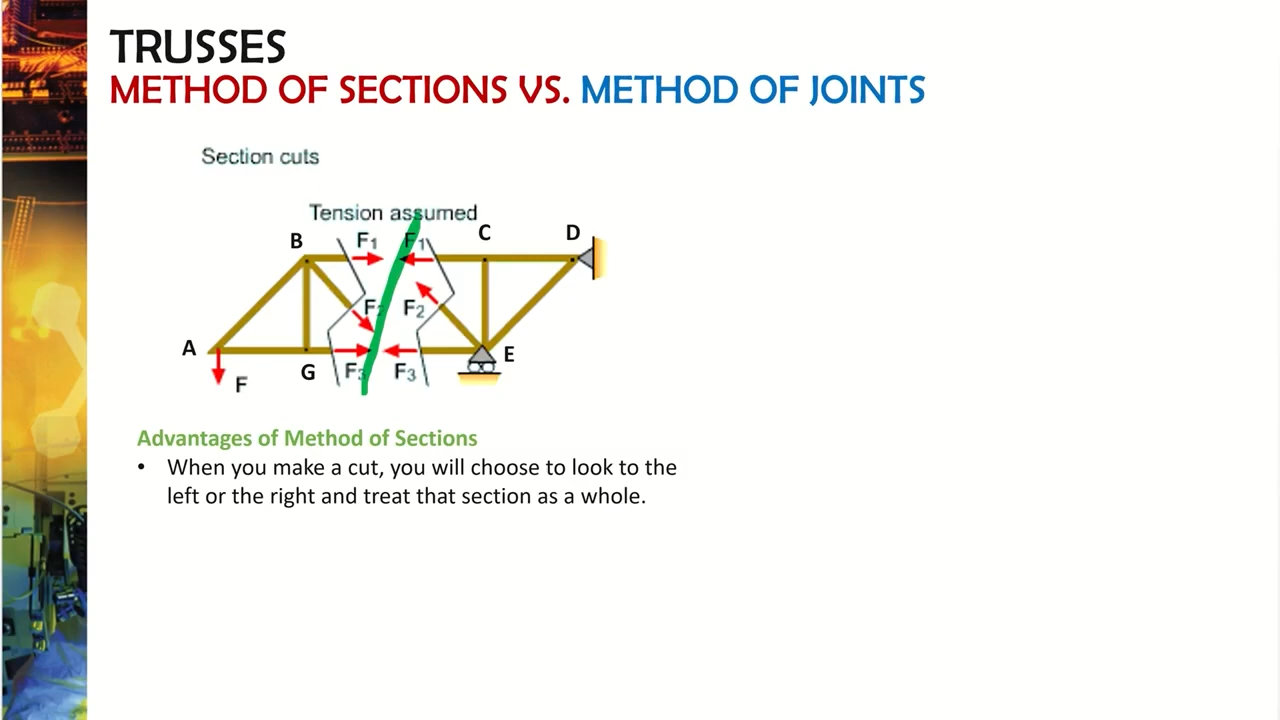 TRUSSES
METHOD OF SECTIONS VS. METHOD OF JOINTS
Section cuts
Tension assumed
B F₁ F₁ C D
F₂ F₂
A E
F G F₃ F₃
Advantages of Method of Sections
• When you make a cut, you will choose to look to the
left or the right and treat that section as a whole.